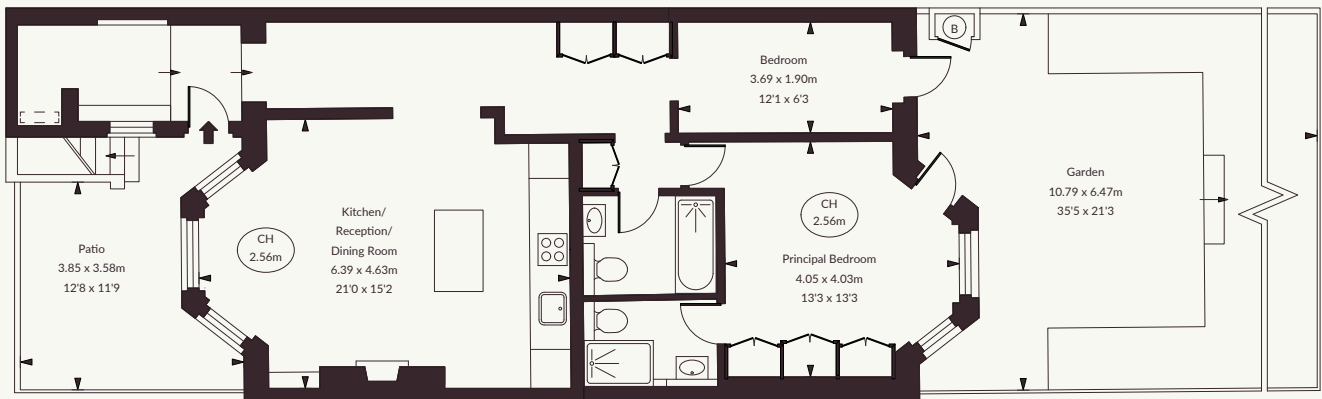 B
Bedroom
3.69 x 1.90m
12'1 x 6'3
Garden
10.79 x 6.47m
35'5 x 21'3
CH
2.56m
Kitchen/
Reception/
Dining Room
6.39 x 4.63m
21'0 x 15'2
CH
2.56m
Patio
3.85 x 3.58m
12'8 x 11'9
Principal Bedroom
4.05 x 4.03m
13'3 x 13'3